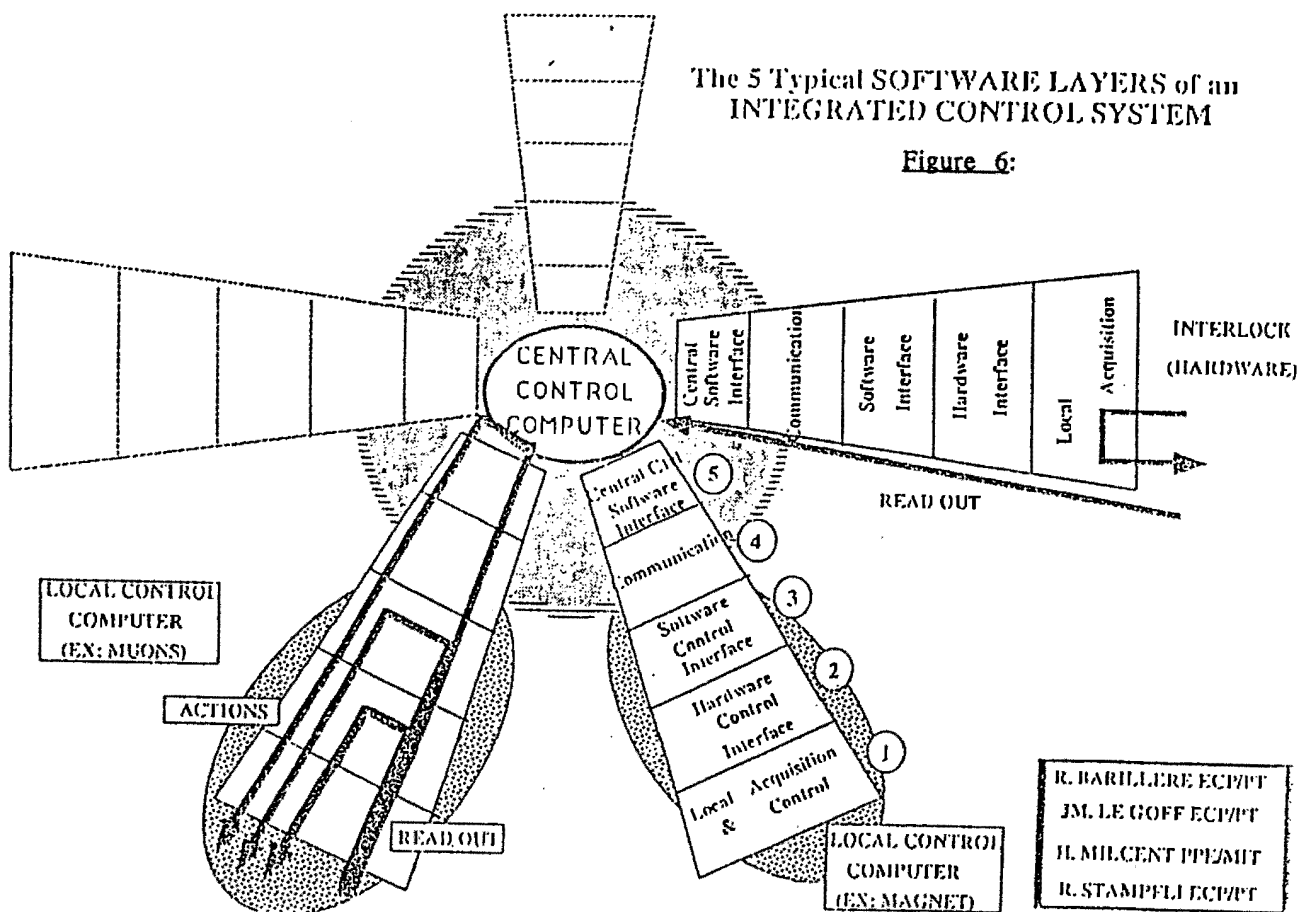 The 5 Typical SOFTWARE LAYERS of an
INTEGRATED CONTROL SYSTEM
Figure 6:
CENTRAL
CONTROL
COMPUTER
Central
Software
Interface
Communication
Software
Interface
Hardware
Interface
Local
Acquisition
INTERLOCK
(HARDWARE)
READ OUT
Central
Software
Interface
5
Communication
4
Software
Control
Interface
3
Hardware
Control
Interface
2
Local Acquisition
& Control
1
LOCAL CONTROL
COMPUTER
(EX: MUONS)
ACTIONS
READ OUT
LOCAL CONTROL
COMPUTER
(EX: MAGNET)
R. BARILLERE ECP/PT
JM. LE GOFF ECP/PT
H. MILCENT PPE/MIT
R. STAMPFLI ECP/PT